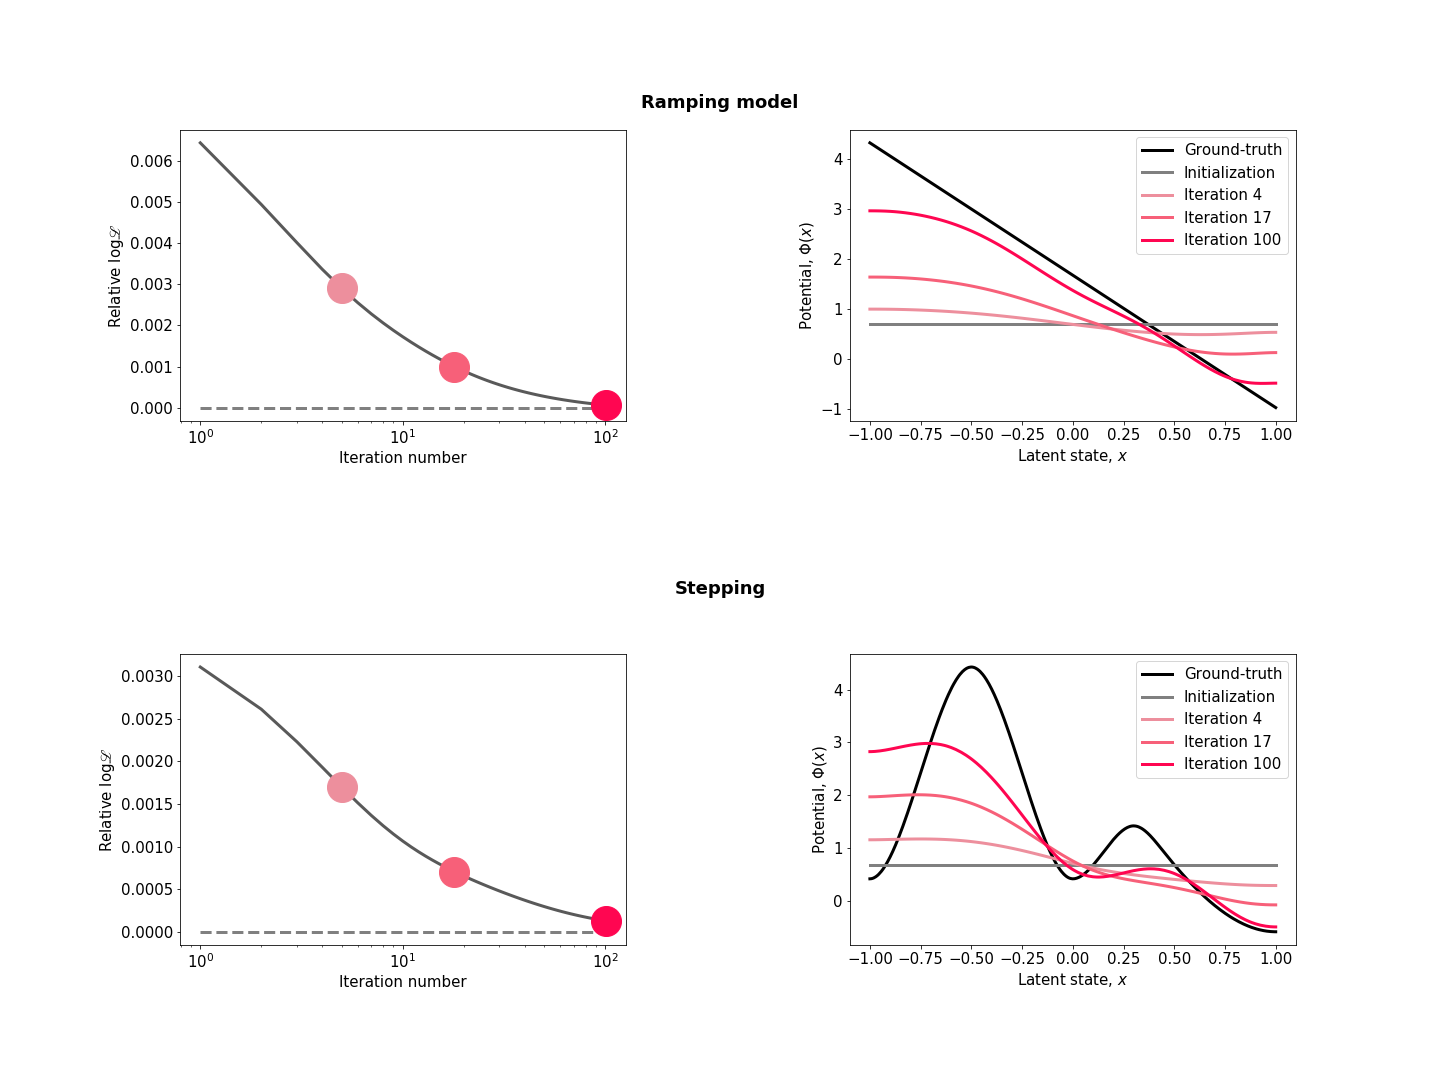 Ramping model
0.006
0.005
0.004
0.003
0.002
0.001
0.000
Relative logℒ
10⁰ 10¹ 10²
Iteration number
4
3
2
1
0
−1
Potential, Φ(x)
Ground-truth
Initialization
Iteration 4
Iteration 17
Iteration 100
−1.00 −0.75 −0.50 −0.25 0.00 0.25 0.50 0.75 1.00
Latent state, x
Stepping
0.0030
0.0025
0.0020
0.0015
0.0010
0.0005
0.0000
Relative logℒ
10⁰ 10¹ 10²
Iteration number
4
3
2
1
0
Potential, Φ(x)
Ground-truth
Initialization
Iteration 4
Iteration 17
Iteration 100
−1.00 −0.75 −0.50 −0.25 0.00 0.25 0.50 0.75 1.00
Latent state, x